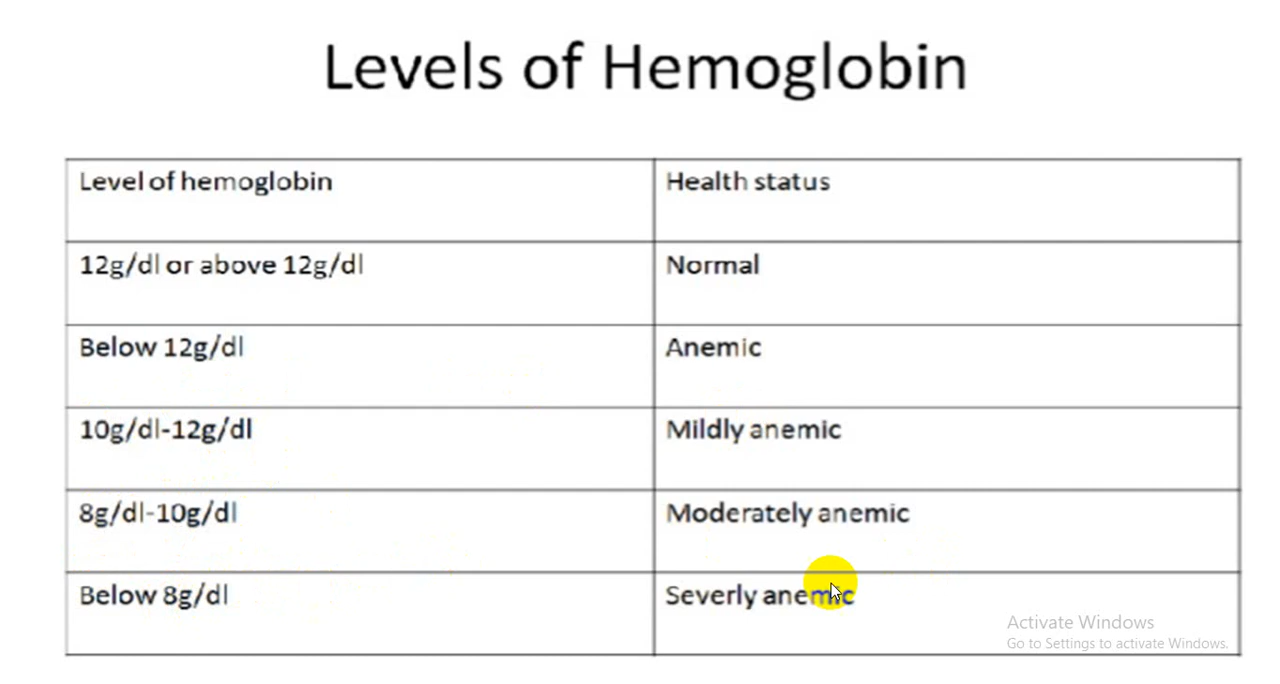 Levels of Hemoglobin
Level of hemoglobin Health status
12g/dl or above 12g/dl Normal
Below 12g/dl Anemic
10g/dl-12g/dl Mildly anemic
8g/dl-10g/dl Moderately anemic
Below 8g/dl Severly anemic
Activate Windows
Go to Settings to activate Windows.